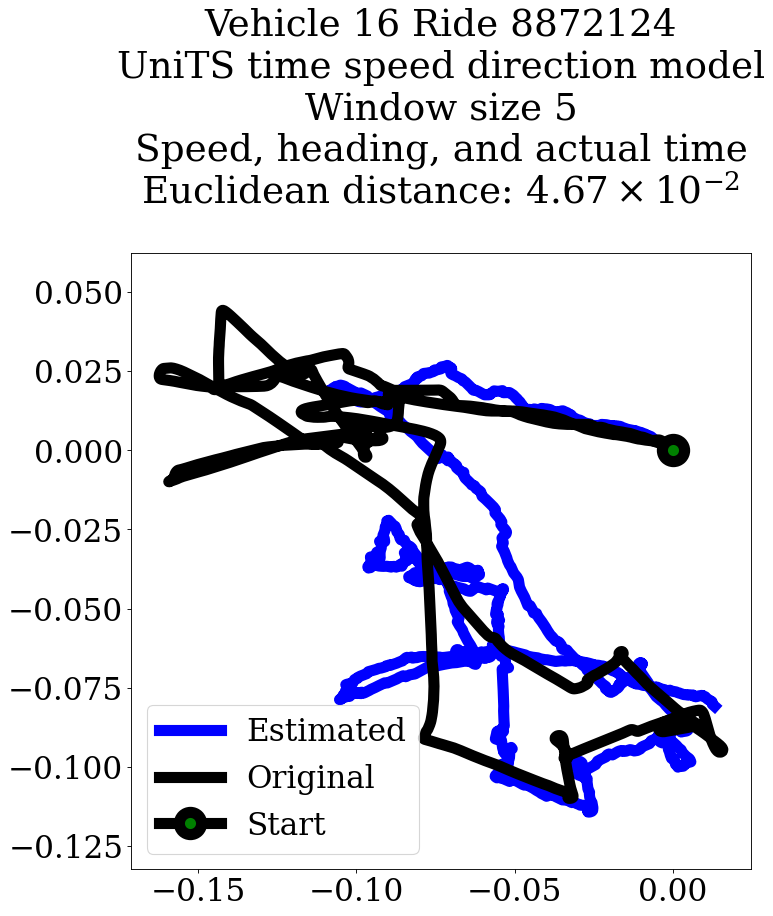 Vehicle 16 Ride 8872124
UniTS time speed direction model
Window size 5
Speed, heading, and actual time
Euclidean distance: 4.67 × 10⁻²
0.050
0.025
0.000
−0.025
−0.050
−0.075
−0.100
−0.125
Estimated
Original
Start
−0.15
−0.10
−0.05
0.00